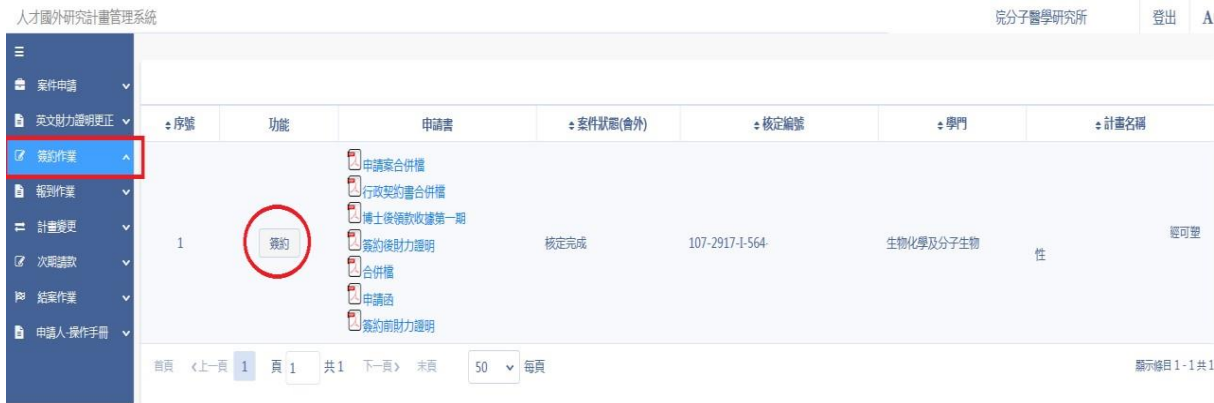 人才國外研究計畫管理系統
院分子醫學研究所
登出
A
案件申請
英文財力證明更正
簽約作業
報到作業
計畫變更
次期請款
結案作業
申請人-操作手冊
序號 功能 申請書 案件狀態(會外) 核定編號 學門 計畫名稱
1
簽約
申請案合併檔
行政契約書合併檔
博士後領款收據第一期
簽約後財力證明
合併檔
申請函
簽約前財力證明
核定完成
107-2917-I-564-
生物化學及分子生物
經可塑
性
首頁 上一頁 1 頁 1 共1 下一頁 末頁 50 每頁
顯示條目 1 - 1 共 1